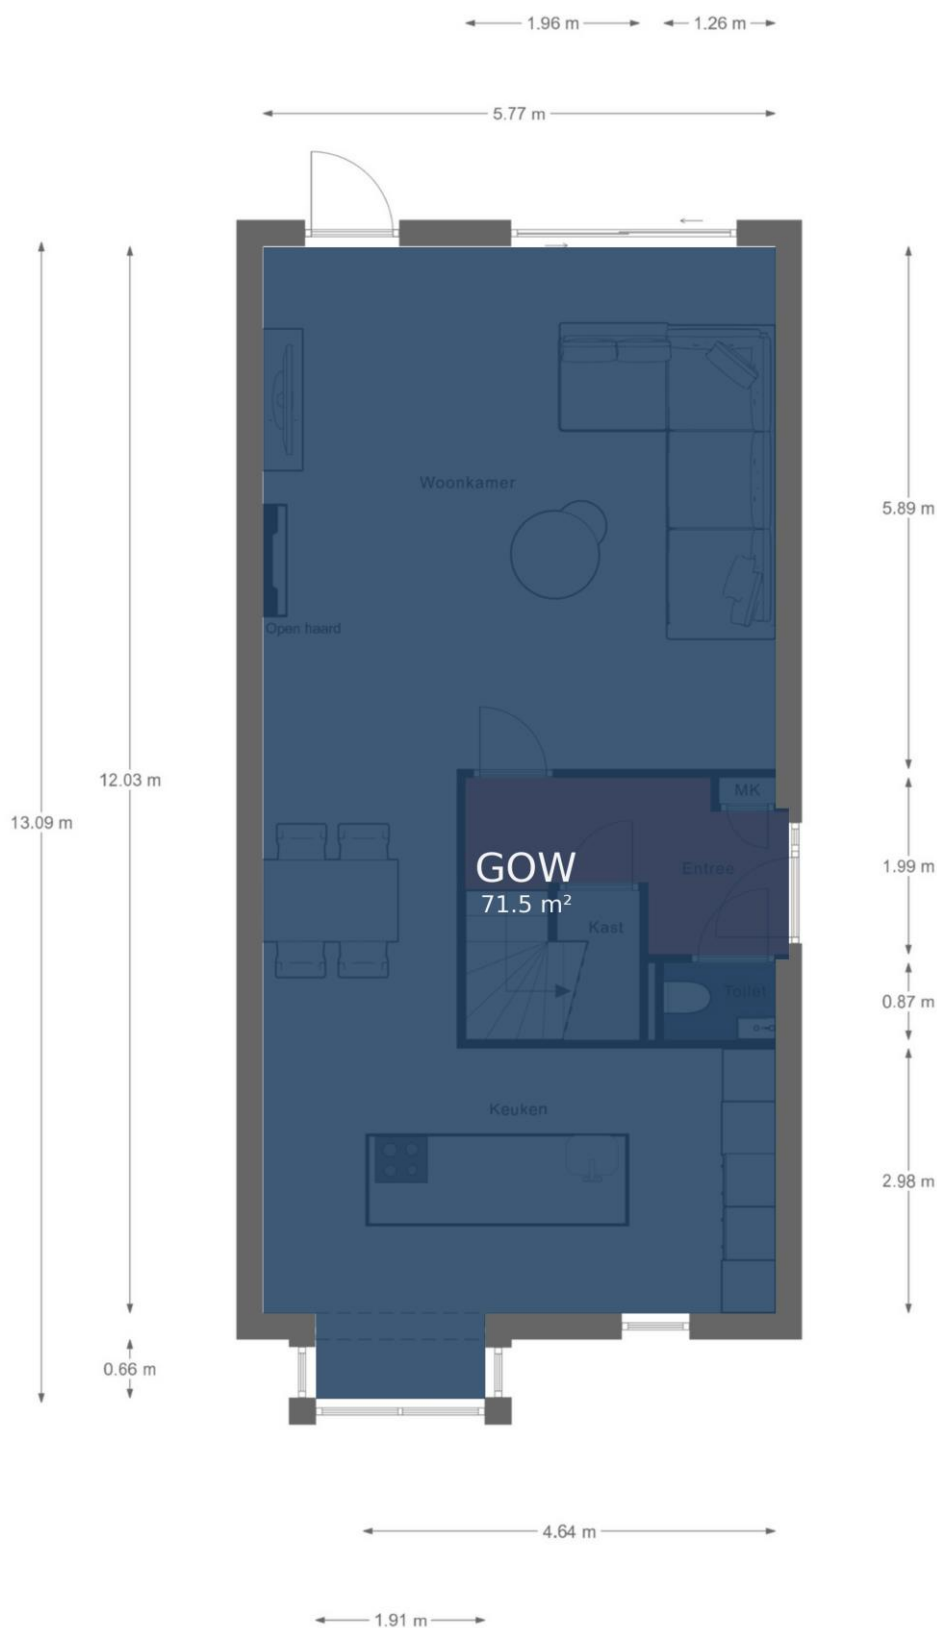 1.96 m
1.26 m
5.77 m
Woonkamer
5.89 m
Open haard
12.03 m
MK
13.09 m
GOW
Entree
1.99 m
71.5 m²
Kast
Toilet
0.87 m
Keuken
2.98 m
0.66 m
4.64 m
1.91 m